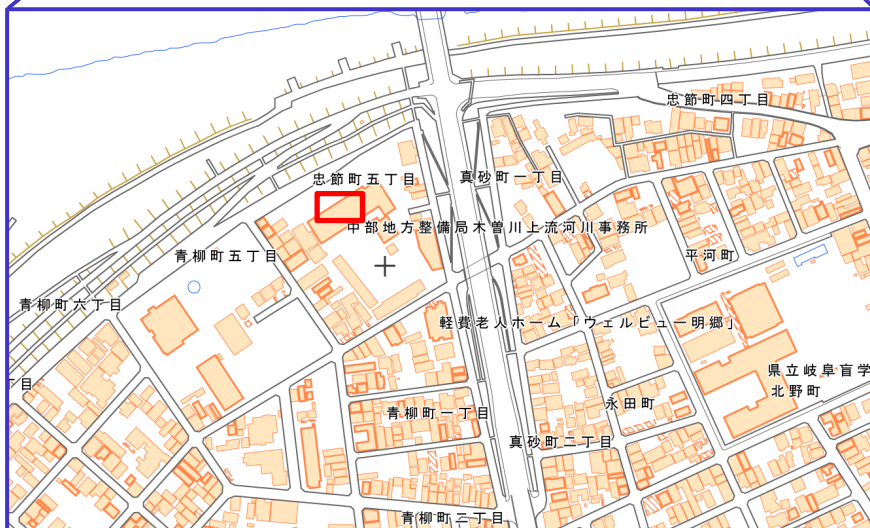 忠節町四丁目
忠節町五丁目
真砂町一丁目
中部地方整備局木曽川上流河川事務所
青柳町五丁目
平河町
青柳町六丁目
軽費老人ホーム「ウェルビュー明郷」
県立岐阜盲学
丁目
北野町
永田町
青柳町一丁目
真砂町二丁目
青柳町二丁目